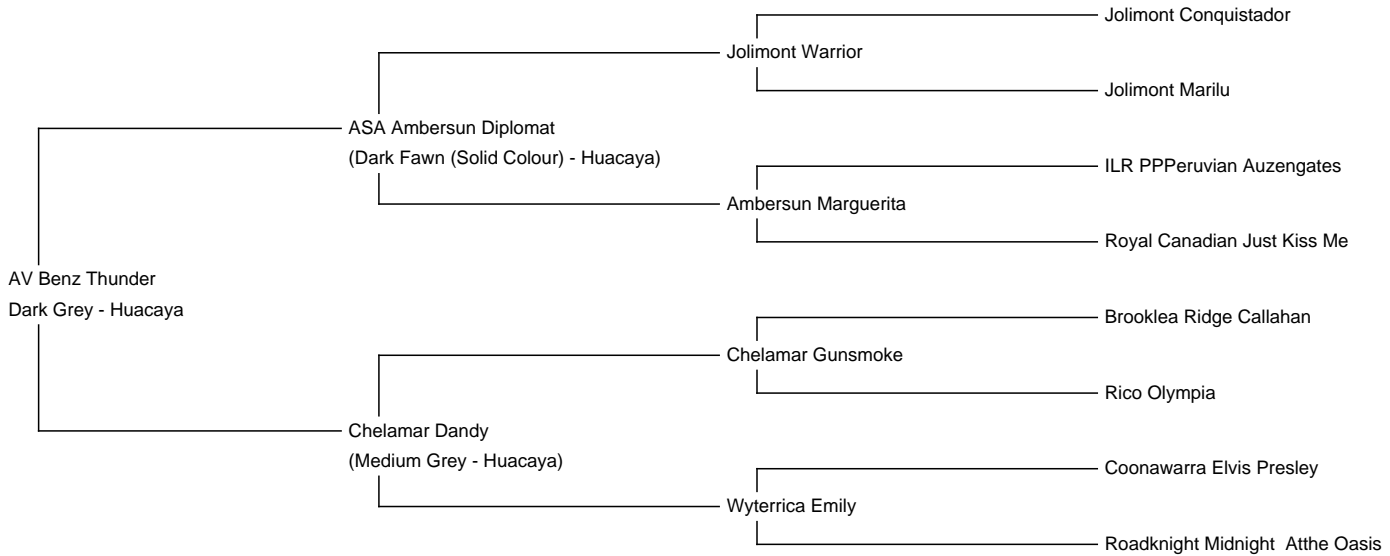 Jolimont Conquistador
Jolimont Warrior
Jolimont Marilu
ASA Ambersun Diplomat
(Dark Fawn (Solid Colour) - Huacaya)
ILR PPPeruvian Auzengates
Ambersun Marguerita
Royal Canadian Just Kiss Me
AV Benz Thunder
Dark Grey - Huacaya
Brooklea Ridge Callahan
Chelamar Gunsmoke
Rico Olympia
Chelamar Dandy
(Medium Grey - Huacaya)
Coonawarra Elvis Presley
Wyterrica Emily
Roadknight Midnight  Atthe Oasis